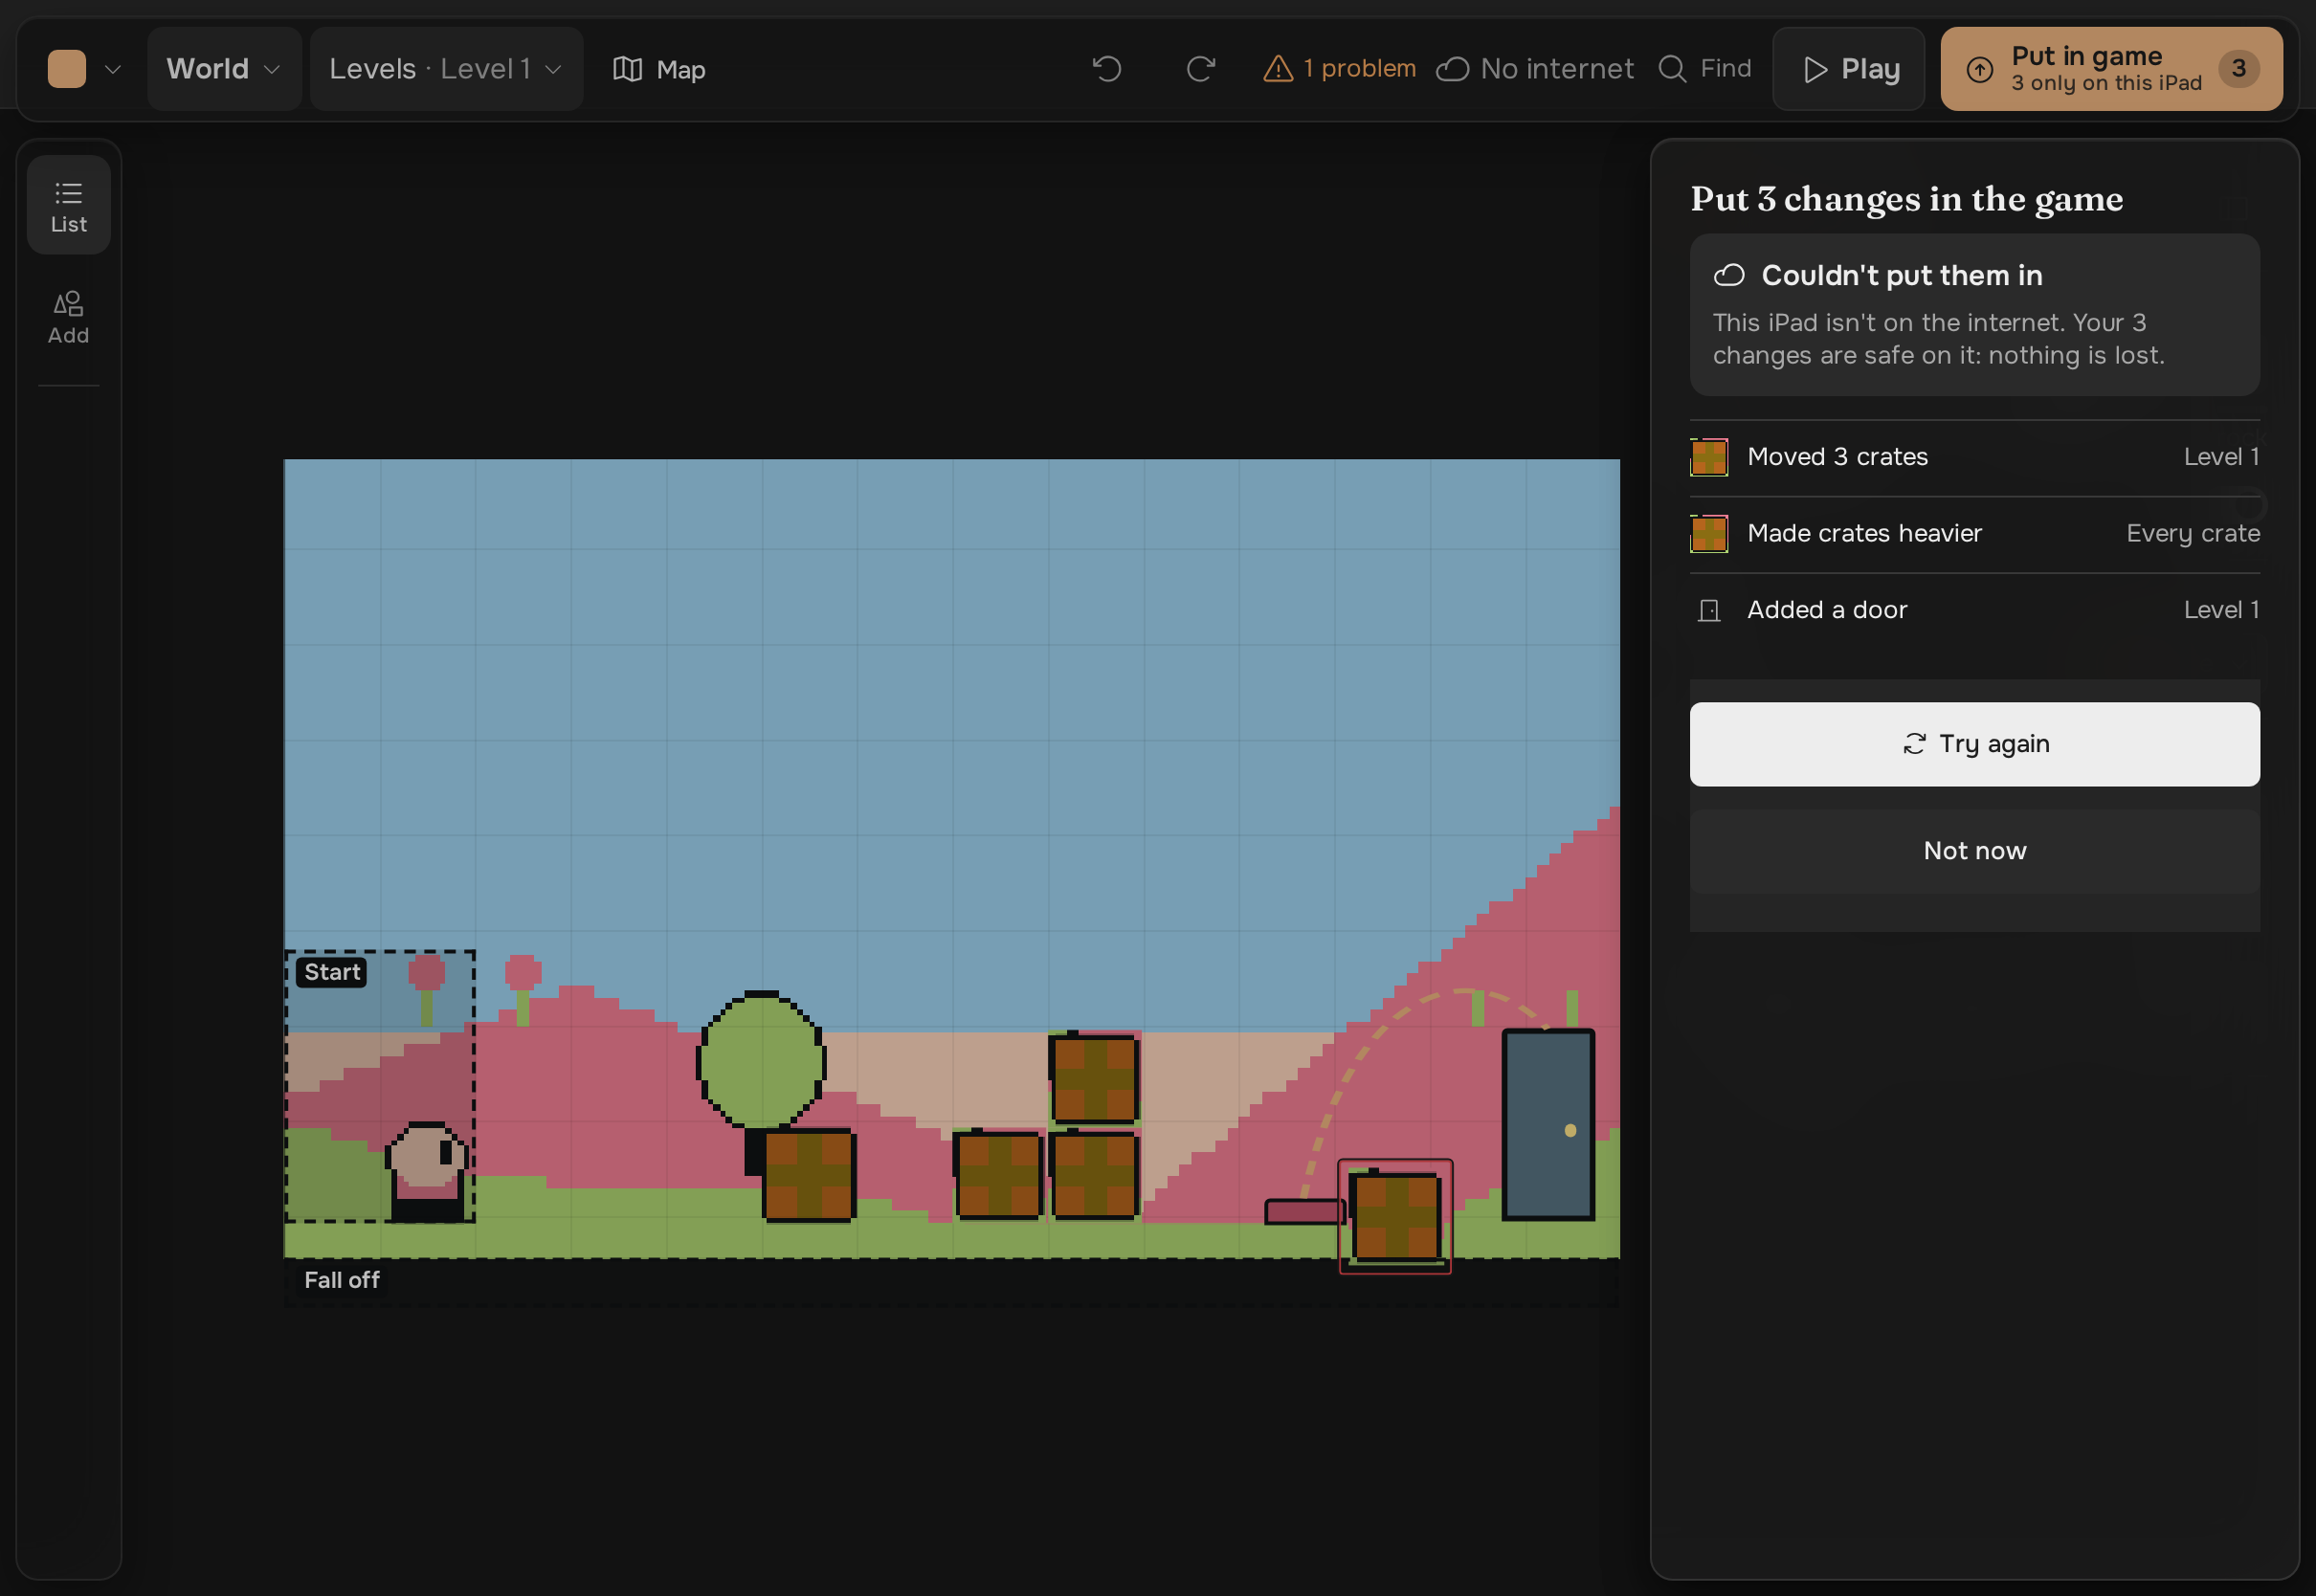 World
Levels · Level 1
Map
1 problem
No internet
Find
Play
Put in game
3 only on this iPad
3
List
Add
Start
Fall off
Put 3 changes in the game
Couldn't put them in
This iPad isn't on the internet. Your 3
changes are safe on it: nothing is lost.
Moved 3 crates
Level 1
Made crates heavier
Every crate
Added a door
Level 1
Try again
Not now